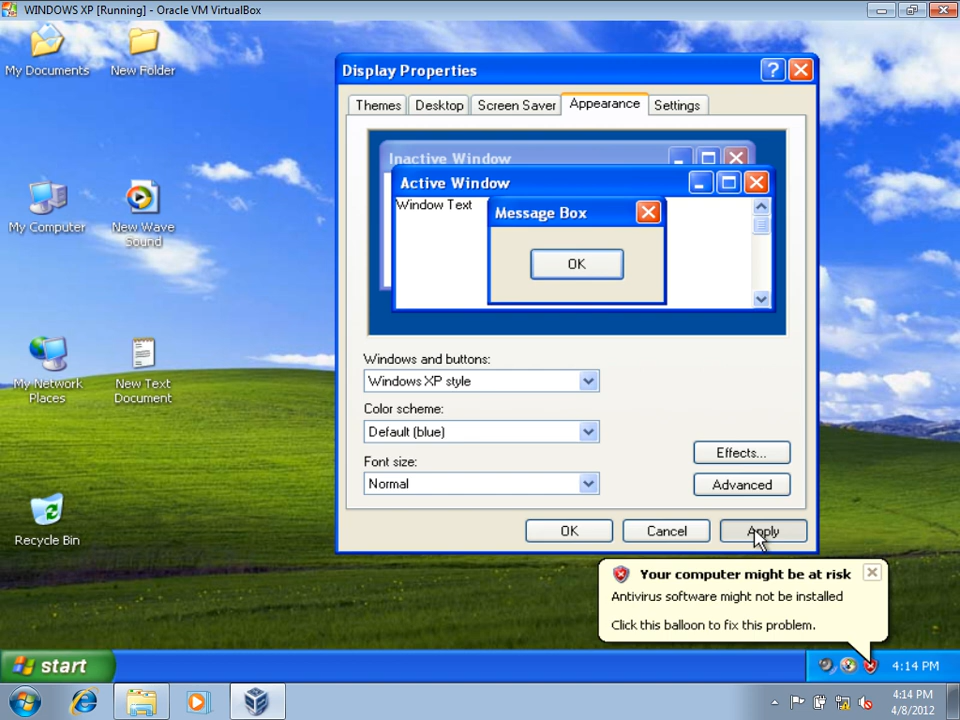 WINDOWS XP [Running] - Oracle VM VirtualBox
My Documents
New Folder
My Computer
New Wave
Sound
My Network
Places
New Text
Document
Recycle Bin
Display Properties
Themes
Desktop
Screen Saver
Appearance
Settings
Inactive Window
Active Window
Window Text
Message Box
OK
Windows and buttons:
Windows XP style
Color scheme:
Default (blue)
Font size:
Normal
Effects...
Advanced
OK
Cancel
Apply
Your computer might be at risk
Antivirus software might not be installed
Click this balloon to fix this problem.
start
4:14 PM
4:14 PM
4/8/2012